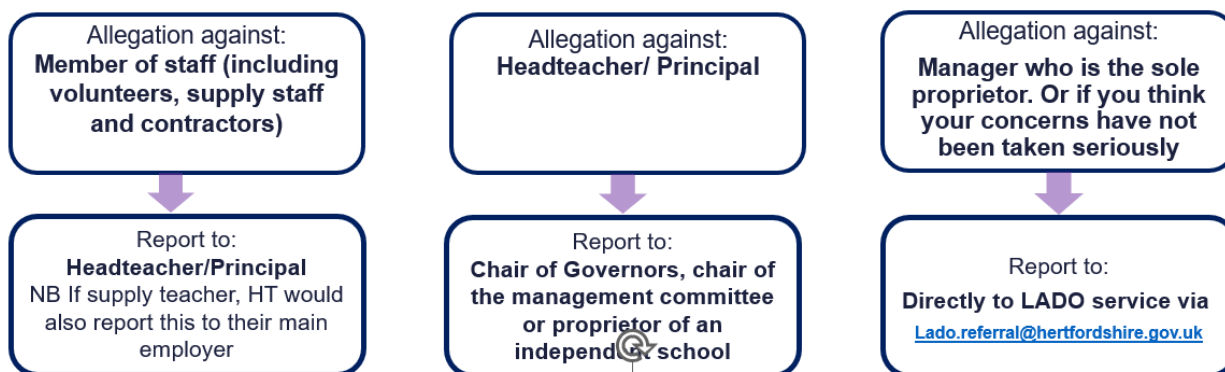 Allegation against:
Member of staff (including
volunteers, supply staff
and contractors)
Allegation against:
Headteacher/ Principal
Allegation against:
Manager who is the sole
proprietor. Or if you think
your concerns have not
been taken seriously
Report to:
Headteacher/Principal
NB If supply teacher, HT would
also report this to their main
employer
Report to:
Chair of Governors, chair of
the management committee
or proprietor of an
independent school
Report to:
Directly to LADO service via
Lado.referral@hertfordshire.gov.uk